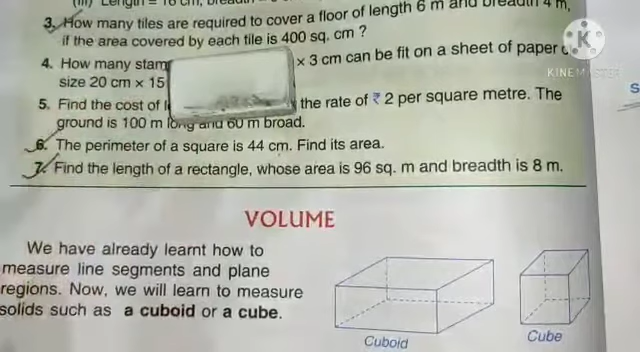 (iii) Length = 16 cm, breadth
3. How many tiles are required to cover a floor of length 6 m and breadth 4 m,
if the area covered by each tile is 400 sq. cm ?
4. How many stam × 3 cm can be fit on a sheet of paper
size 20 cm × 15
5. Find the cost of the rate of ₹ 2 per square metre. The
ground is 100 m long and 60 m broad.
6. The perimeter of a square is 44 cm. Find its area.
7. Find the length of a rectangle, whose area is 96 sq. m and breadth is 8 m.
VOLUME
We have already learnt how to
measure line segments and plane
regions. Now, we will learn to measure
solids such as a cuboid or a cube.
Cuboid
Cube
K
KINEMASTER
S